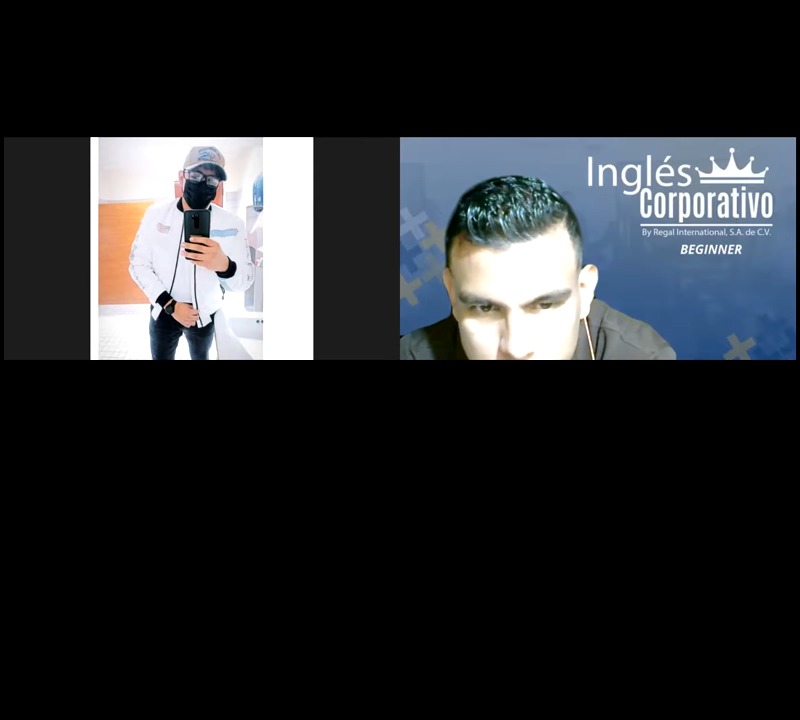 Inglés
Corporativo
By Regal International, S.A. de C.V.
BEGINNER